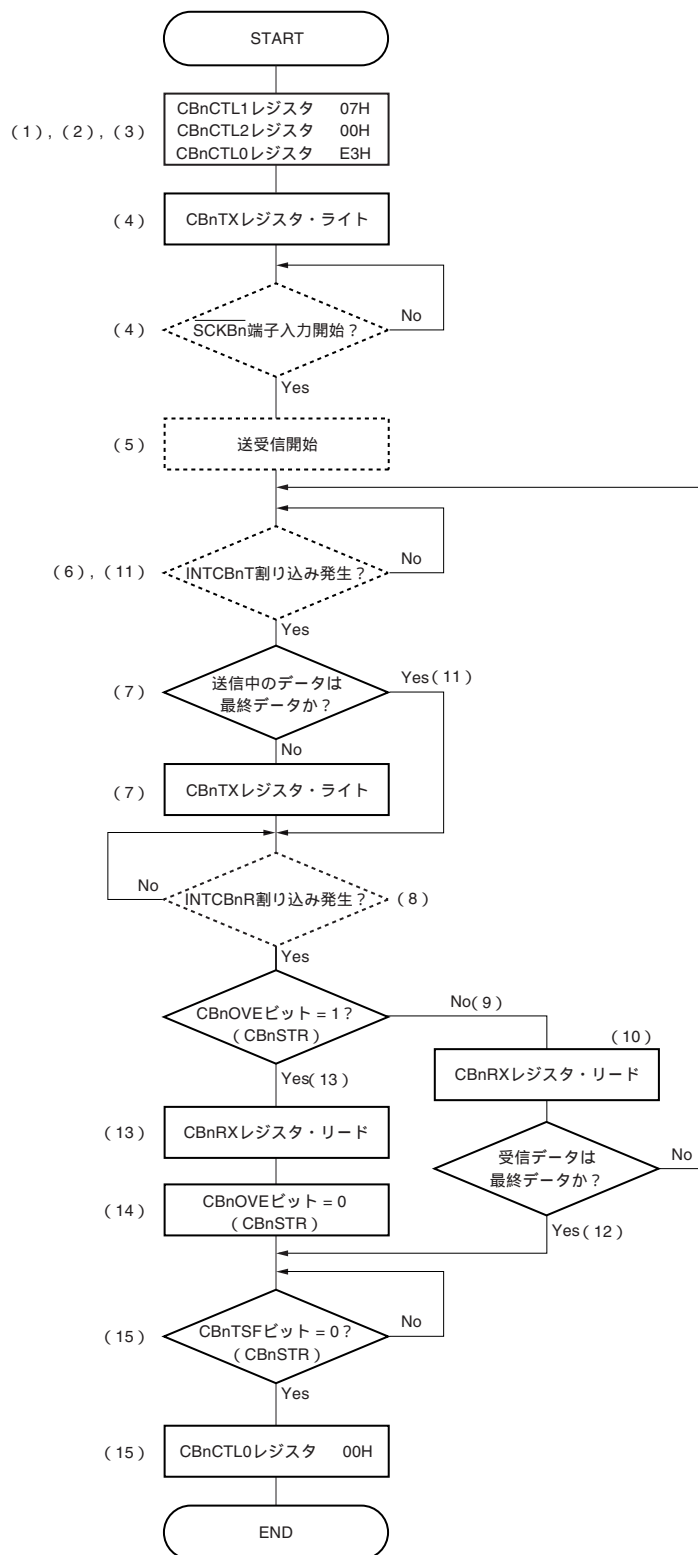 START
(1), (2), (3)
CBnCTL1レジスタ 07H
CBnCTL2レジスタ 00H
CBnCTL0レジスタ E3H
(4)
CBnTXレジスタ・ライト
(4)
SCKBn端子入力開始?
No
Yes
(5)
送受信開始
(6), (11)
INTCBnT割り込み発生?
No
Yes
(7)
送信中のデータは
最終データか?
Yes(11)
No
(7)
CBnTXレジスタ・ライト
No
INTCBnR割り込み発生?
(8)
Yes
CBnOVEビット = 1?
(CBnSTR)
No(9)
Yes(13)
(10)
CBnRXレジスタ・リード
(13)
CBnRXレジスタ・リード
受信データは
最終データか?
No
Yes(12)
(14)
CBnOVEビット = 0
(CBnSTR)
(15)
CBnTSFビット = 0?
(CBnSTR)
No
Yes
(15)
CBnCTL0レジスタ 00H
END